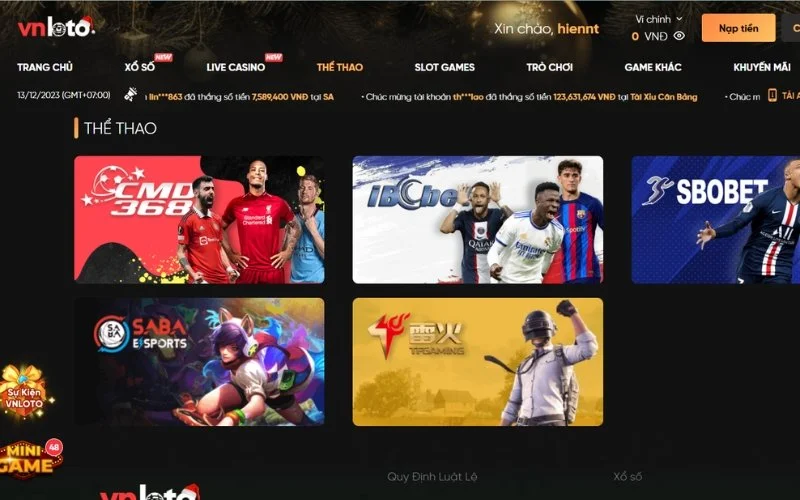 vnloto
Xin chào, hiennt
Ví chính
0 VNĐ
Nạp tiền
TRANG CHỦ
XỔ SỐ
NEW
LIVE CASINO
NEW
THỂ THAO
SLOT GAMES
TRÒ CHƠI
GAME KHÁC
KHUYẾN MÃI
13/12/2023 (GMT+07:00)
lin***863 đã thắng số tiền 7,589,400 VNĐ tại SA
• Chúc mừng tài khoản th***lao đã thắng số tiền 123,631,674 VNĐ tại Tài Xỉu Cân Bằng
• Chúc m
TẢI A
THỂ THAO
CMD
368
IBCbe
SBOBET
SABA
SABA
E-SPORTS
雷火
TFGAMING
Sự Kiện
VNLOTO
48
MINI
GAME
Quy Định Luật Lệ
Xổ số
vnloto